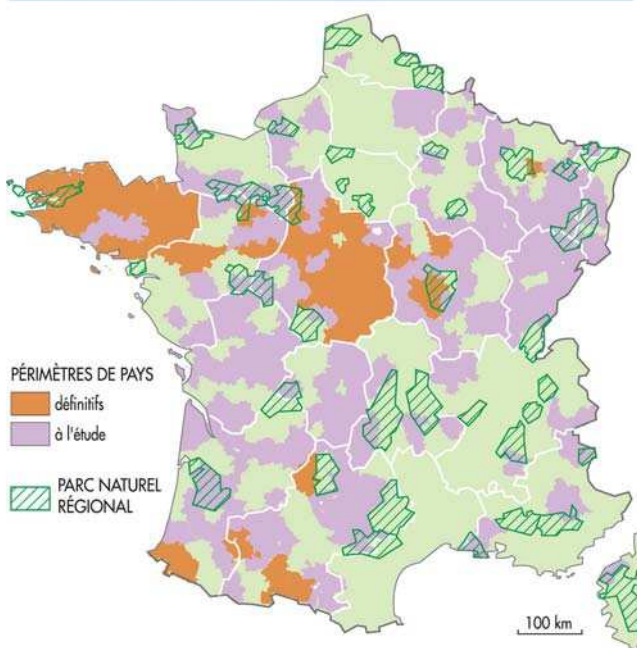 PÉRIMÈTRES DE PAYS
définitifs
à l'étude
PARC NATUREL
RÉGIONAL
100 km